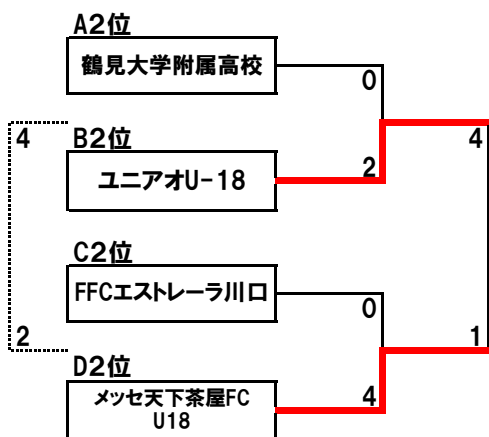 A2位
鶴見大学附属高校
0
4
B2位
4
ユニアオU-18
2
C2位
FFCエストレーラ川口
0
2
1
D2位
メッセ天下茶屋FC
U18
4